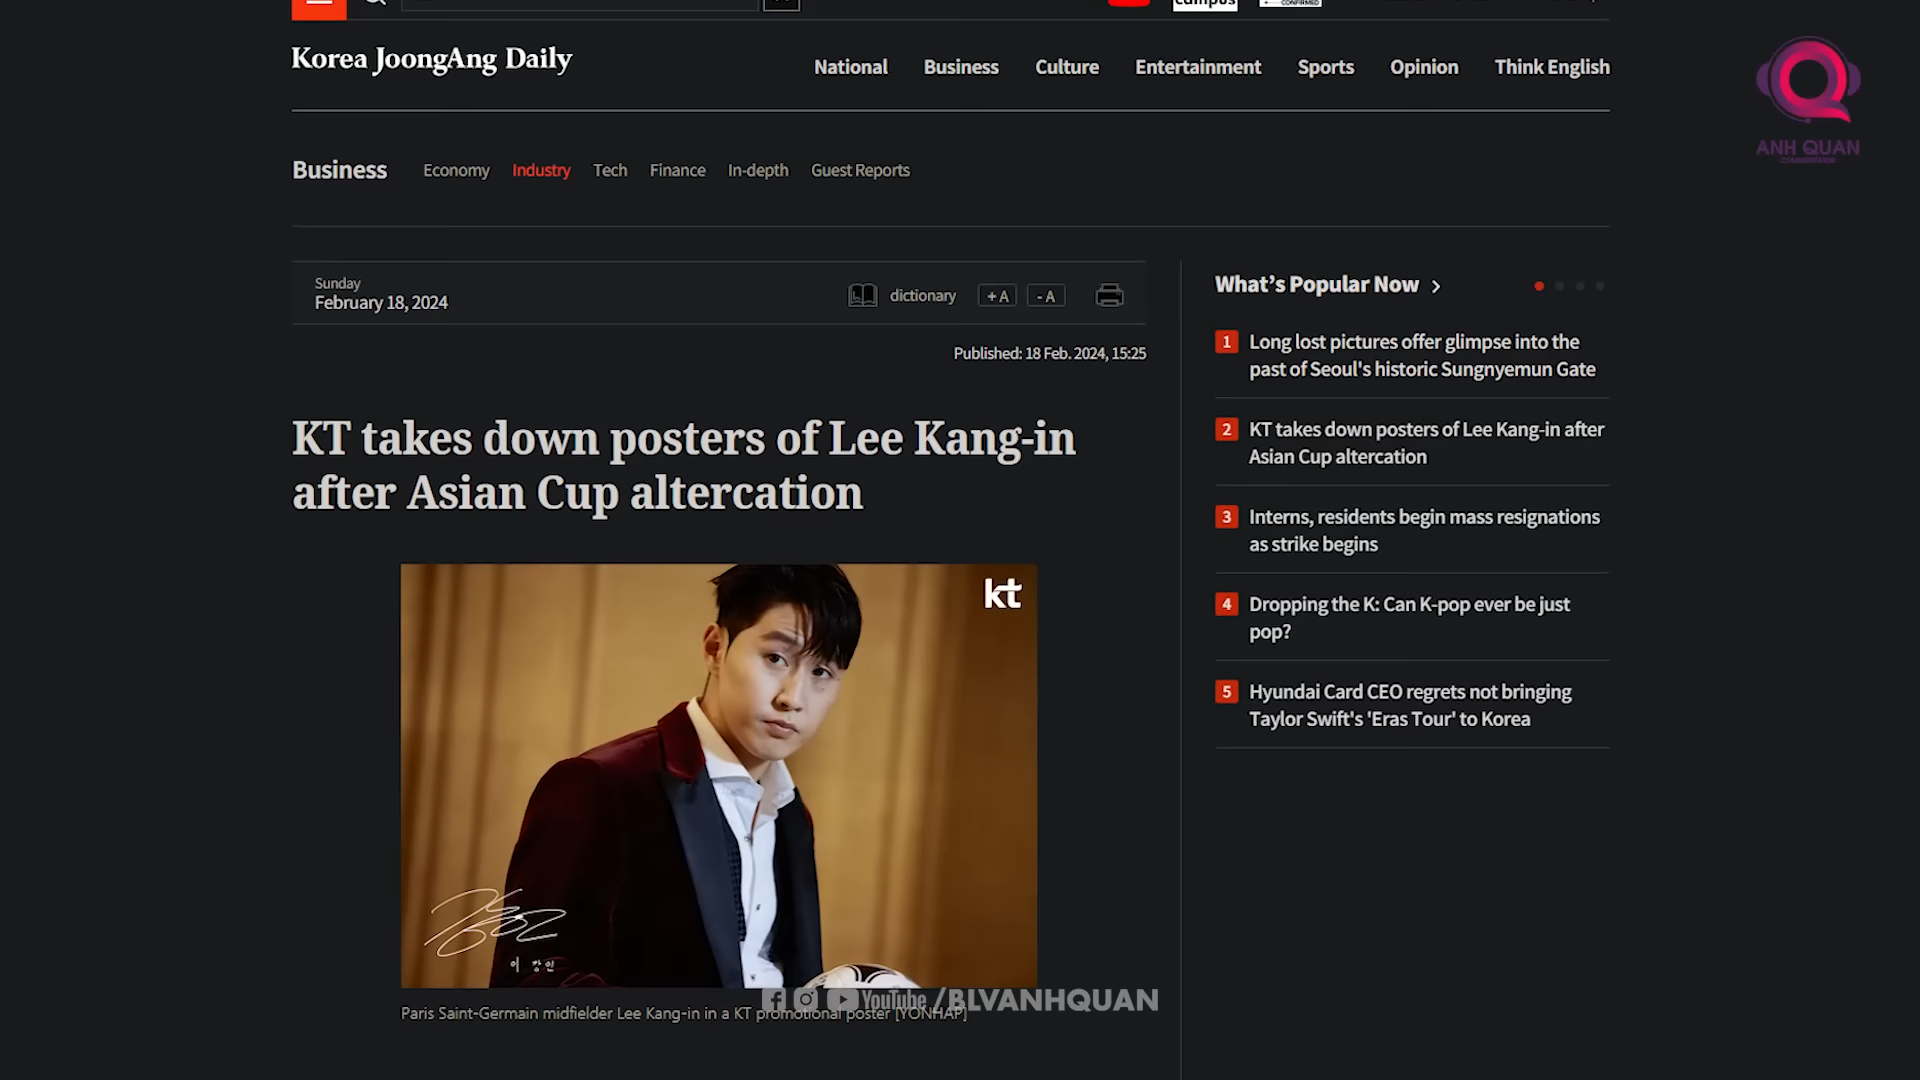 campus
CONFIRMED
Korea JoongAng Daily
National Business Culture Entertainment Sports Opinion Think English
ANH QUAN
COMMENTATOR
Business Economy Industry Tech Finance In-depth Guest Reports
Sunday
February 18, 2024
dictionary +A -A
Published: 18 Feb. 2024, 15:25
KT takes down posters of Lee Kang-in
after Asian Cup altercation
kt
이 강인
Paris Saint-Germain midfielder Lee Kang-in in a KT promotional poster [YONHAP]
YouTube /BLVANHQUAN
What's Popular Now >
1 Long lost pictures offer glimpse into the
past of Seoul's historic Sungnyemun Gate
2 KT takes down posters of Lee Kang-in after
Asian Cup altercation
3 Interns, residents begin mass resignations
as strike begins
4 Dropping the K: Can K-pop ever be just
pop?
5 Hyundai Card CEO regrets not bringing
Taylor Swift's 'Eras Tour' to Korea